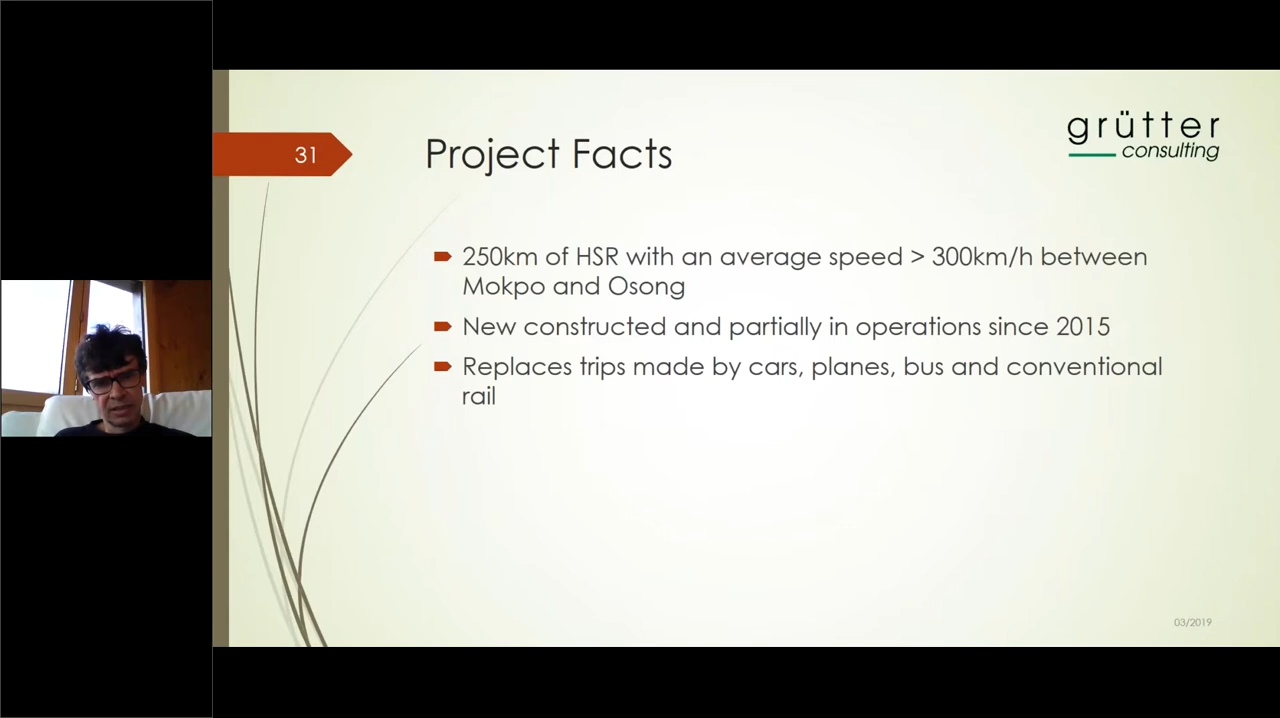 31
Project Facts
grütter
consulting
250km of HSR with an average speed > 300km/h between
Mokpo and Osong
New constructed and partially in operations since 2015
Replaces trips made by cars, planes, bus and conventional
rail
03/2019